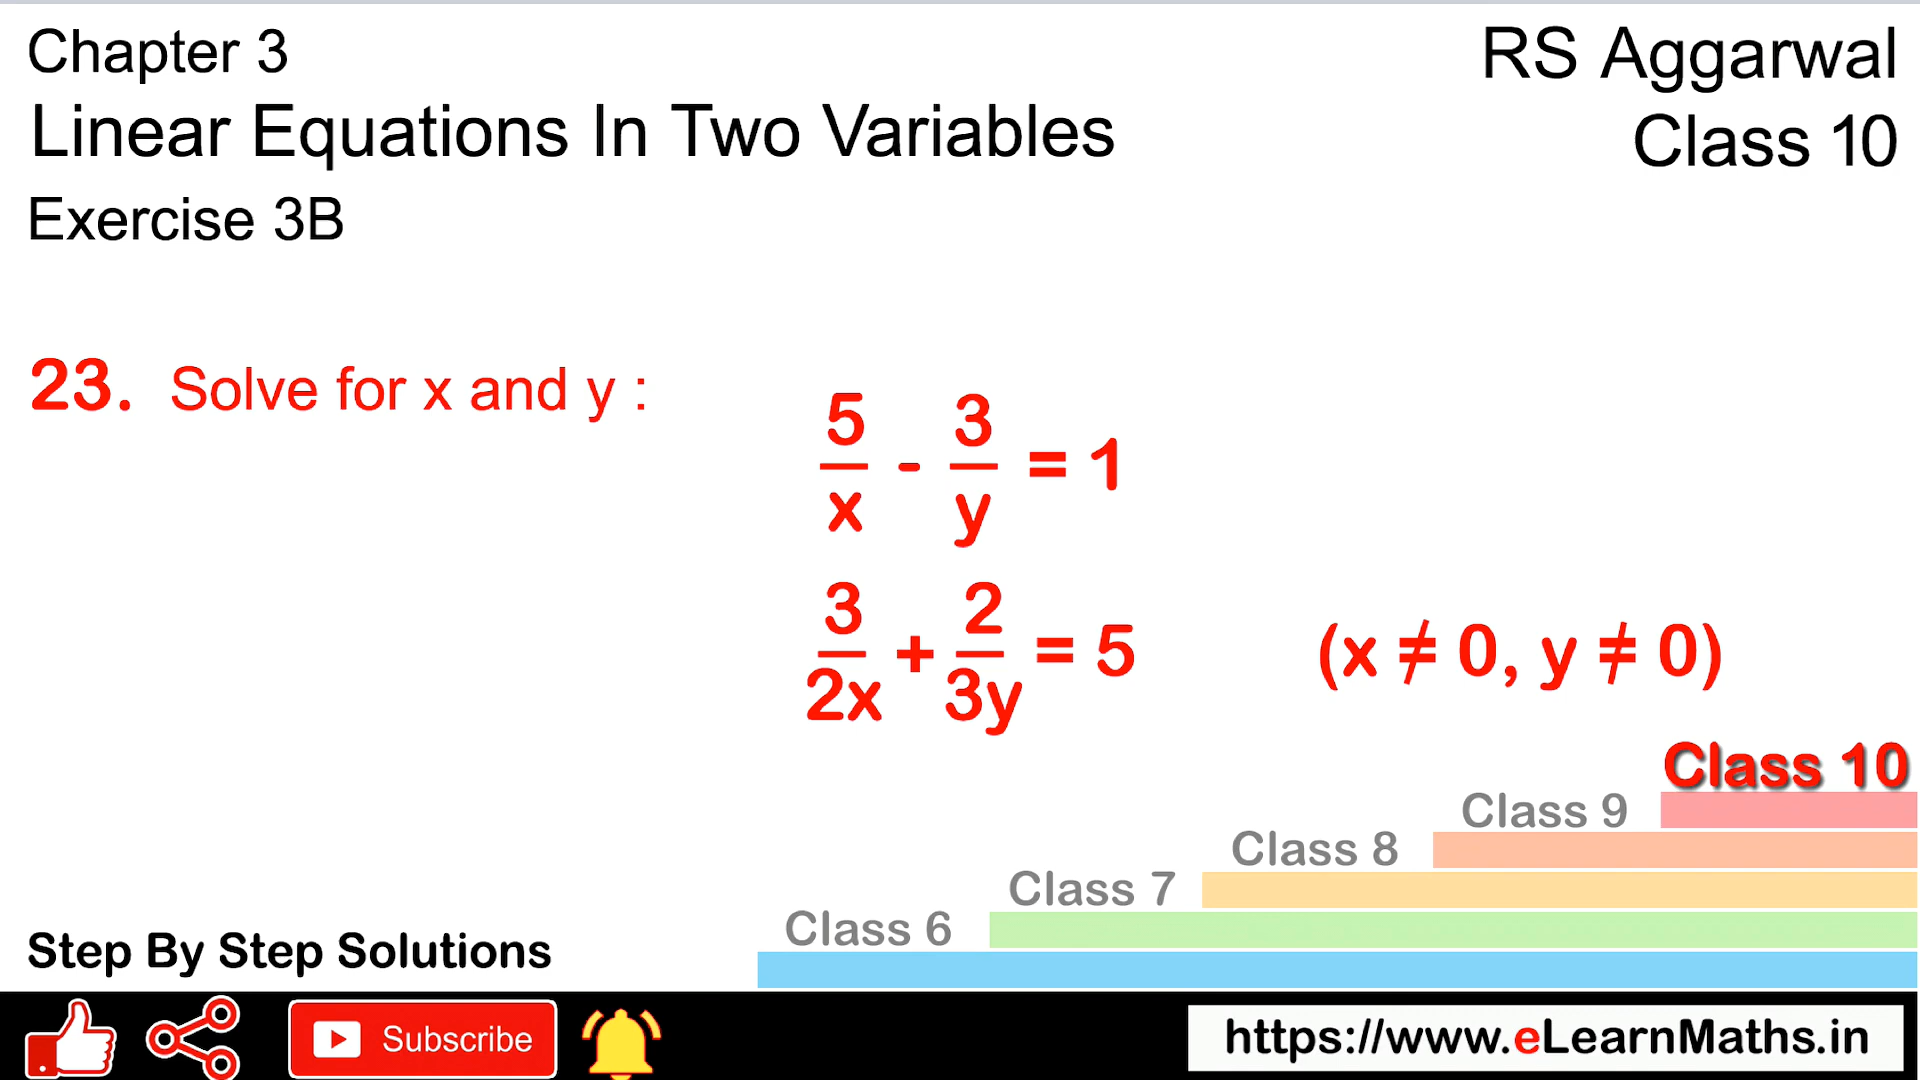 Chapter 3
RS Aggarwal
Linear Equations In Two Variables
Class 10
Exercise 3B
23. Solve for x and y :
5/x - 3/y = 1
3/2x + 2/3y = 5 (x ≠ 0, y ≠ 0)
Class 10
Class 9
Class 8
Class 7
Class 6
Step By Step Solutions
Subscribe
https://www.eLearnMaths.in